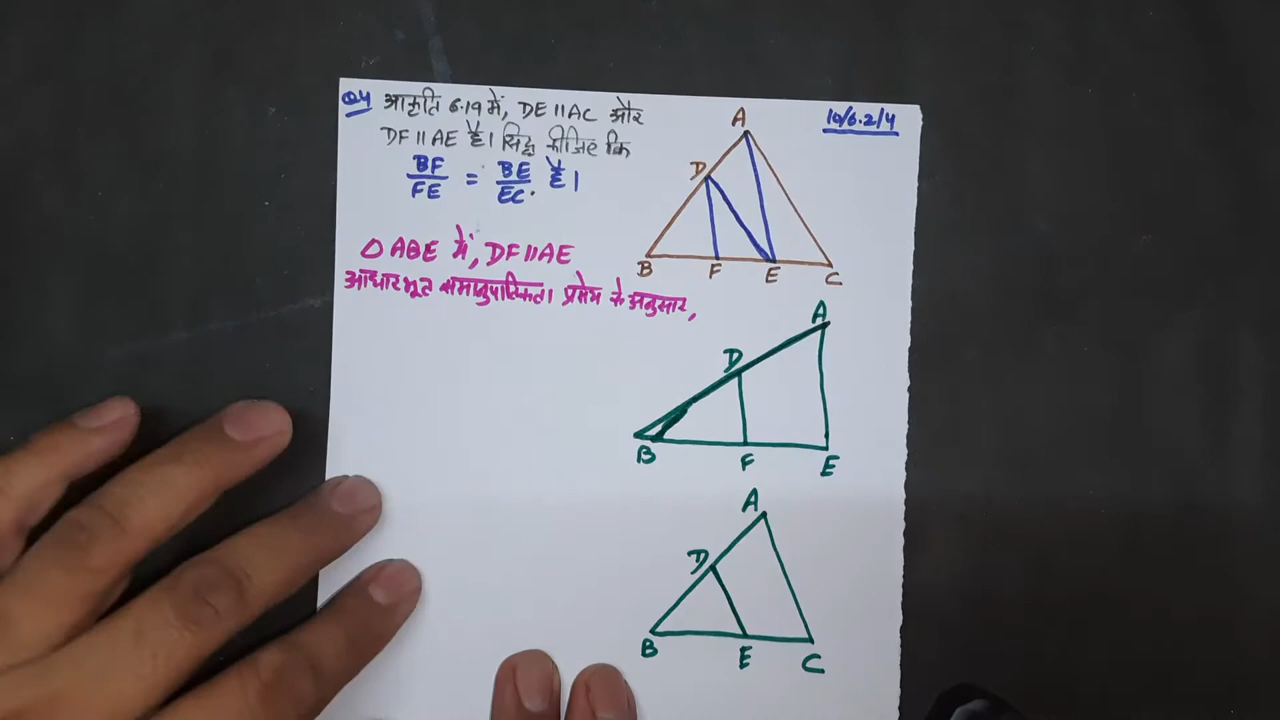 Q4 आकृति 6.19 में, DE || AC और
DF || AE है। सिद्ध कीजिए कि
BF/FE = BE/EC है।
10/6.2/4
A
D
B F E C
△ ABE में, DF || AE
आधारभूत समानुपातिकता प्रमेय के अनुसार,
A
D
B F E
A
D
B E C